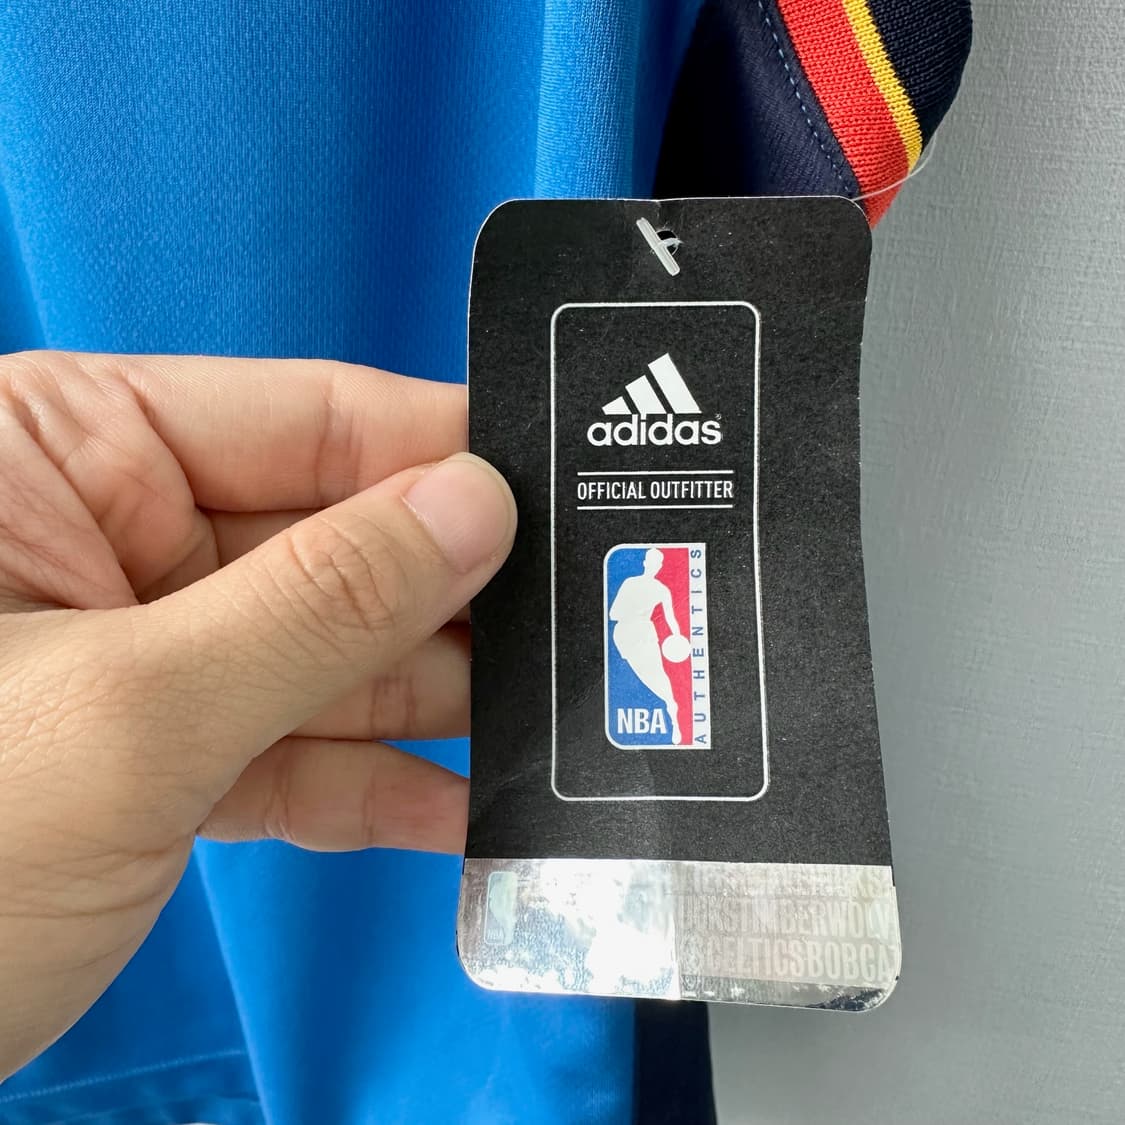 adidas®
OFFICIAL OUTFITTER
AUTHENTICS
NBA
CELTICSBOBCA